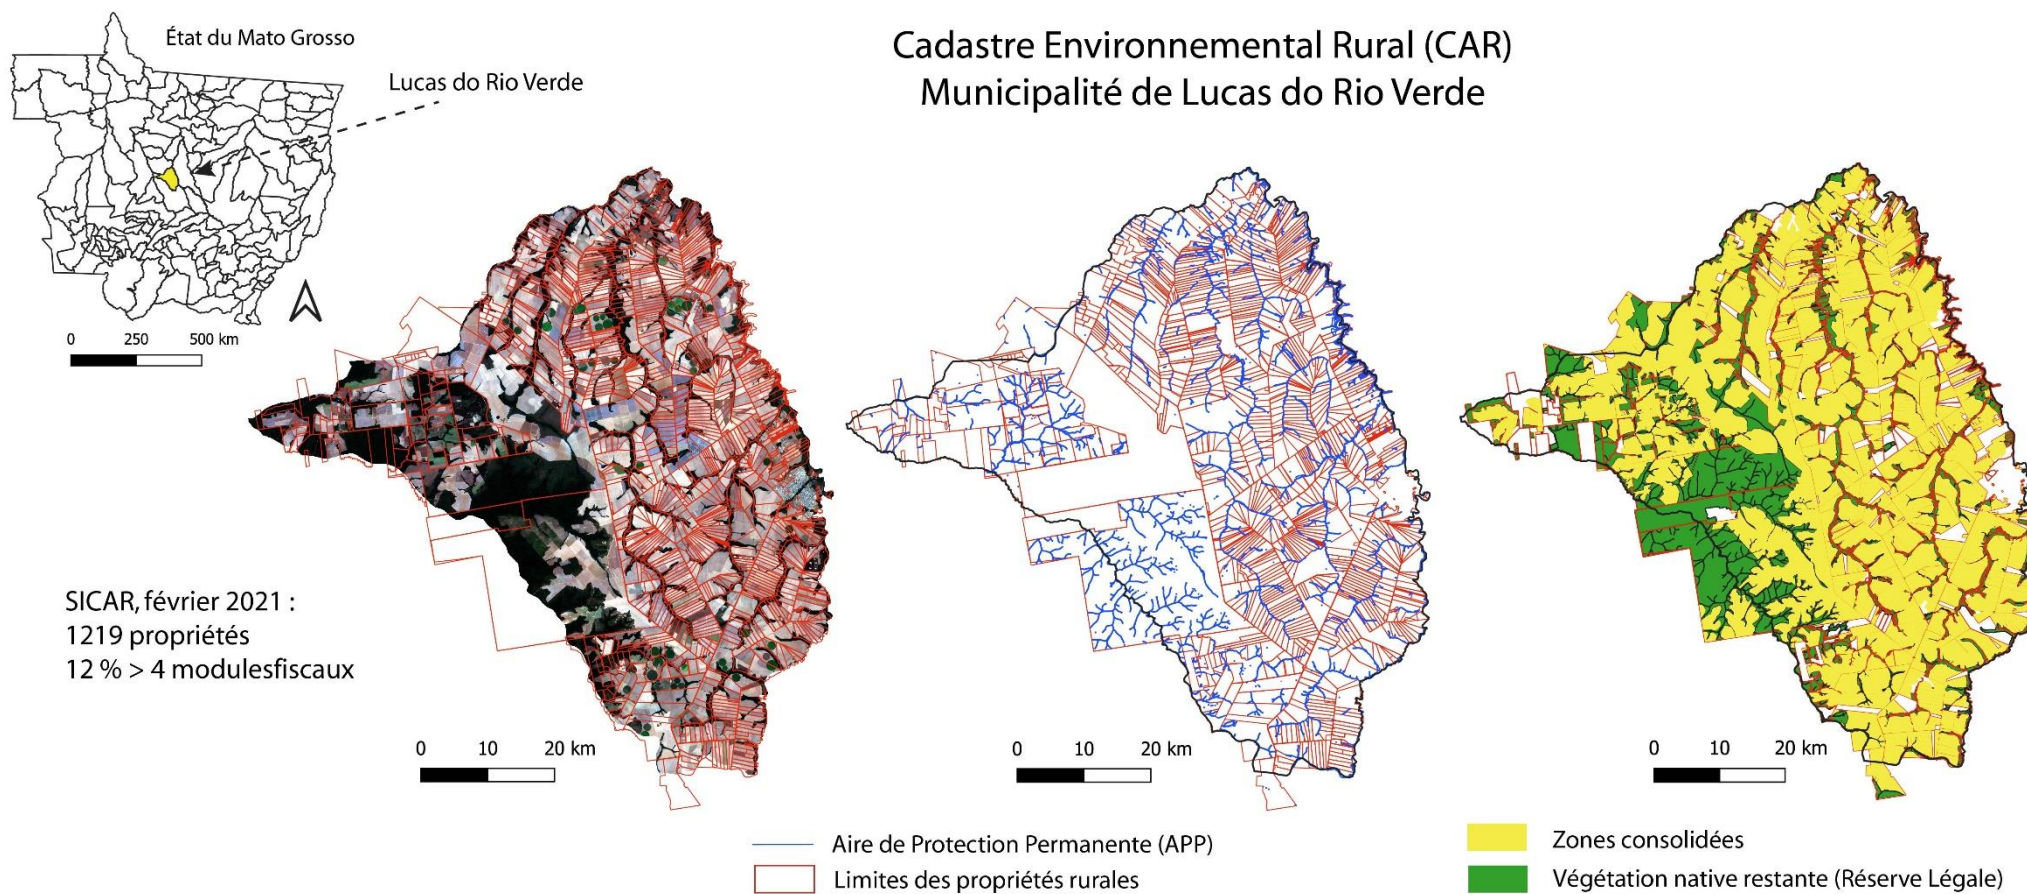 État du Mato Grosso
Lucas do Rio Verde
0 250 500 km
Cadastre Environnemental Rural (CAR)
Municipalité de Lucas do Rio Verde
SICAR, février 2021 :
1219 propriétés
12 % > 4 modulesfiscaux
0 10 20 km
0 10 20 km
0 10 20 km
Aire de Protection Permanente (APP)
Limites des propriétés rurales
Zones consolidées
Végétation native restante (Réserve Légale)